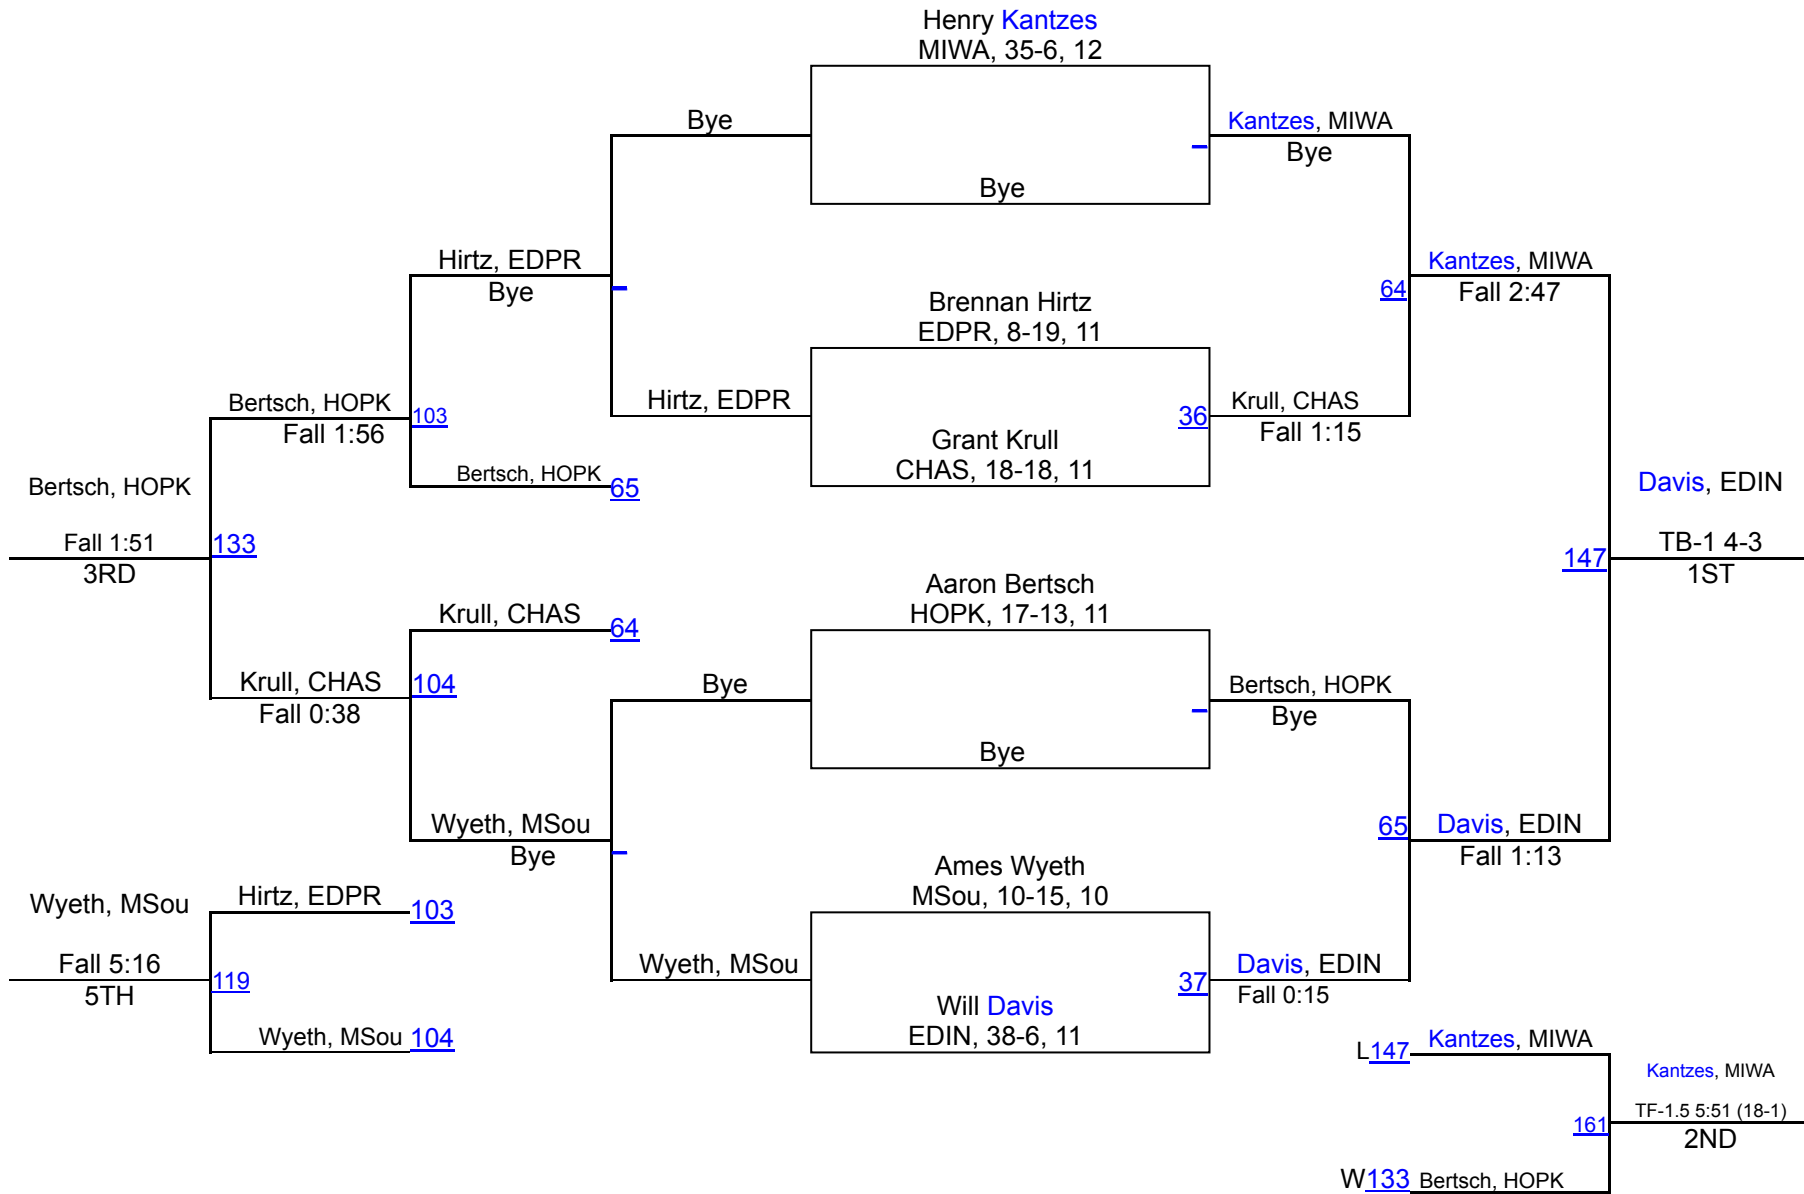 Henry Kantzes
MIWA, 35-6, 12
Bye
Kantzes, MIWA
Bye
Bye
Hirtz, EDPR
Bye
Kantzes, MIWA
Fall 2:47
64
Brennan Hirtz
EDPR, 8-19, 11
Hirtz, EDPR
36
Krull, CHAS
Fall 1:15
Grant Krull
CHAS, 18-18, 11
Bertsch, HOPK
Fall 1:56
103
Bertsch, HOPK
65
Bertsch, HOPK
Fall 1:51
3RD
133
Davis, EDIN
TB-1 4-3
1ST
147
Aaron Bertsch
HOPK, 17-13, 11
Krull, CHAS
64
Krull, CHAS
Fall 0:38
104
Bye
Bertsch, HOPK
Bye
Bye
Wyeth, MSou
Bye
65
Davis, EDIN
Fall 1:13
Ames Wyeth
MSou, 10-15, 10
Wyeth, MSou
Fall 5:16
5TH
Hirtz, EDPR
103
119
Wyeth, MSou
104
Wyeth, MSou
37
Davis, EDIN
Fall 0:15
Will Davis
EDIN, 38-6, 11
L147
Kantzes, MIWA
Kantzes, MIWA
TF-1.5 5:51 (18-1)
2ND
161
W133
Bertsch, HOPK